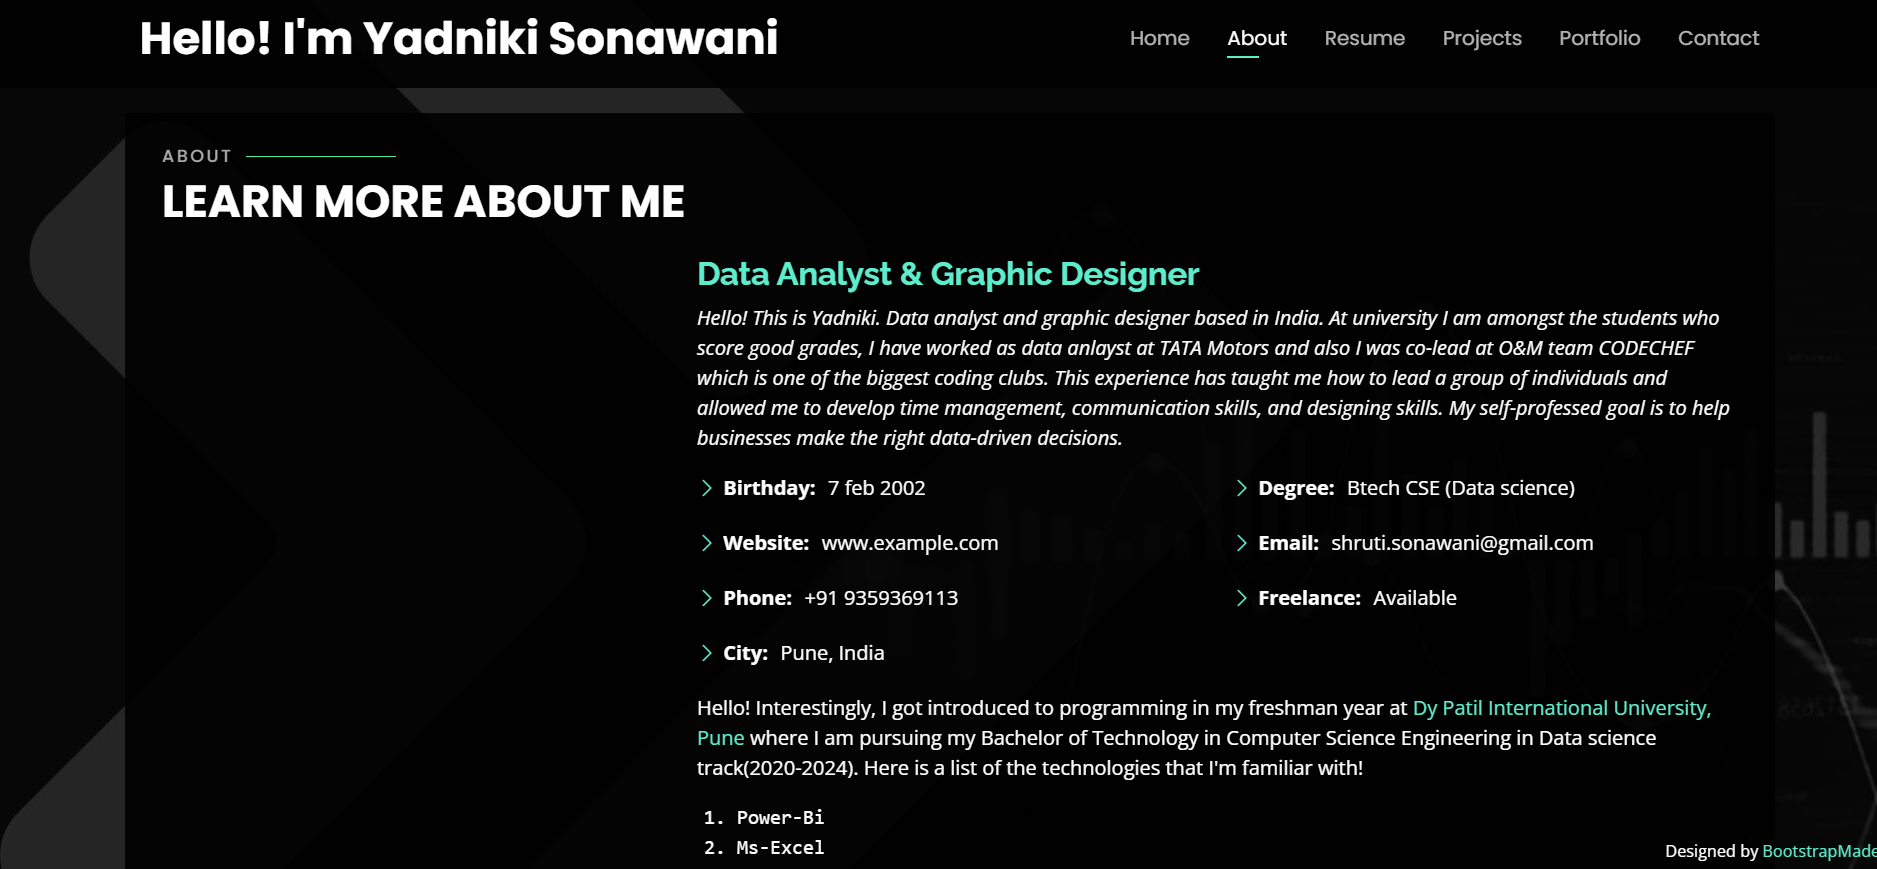 Hello! I'm Yadniki Sonawani
Home About Resume Projects Portfolio Contact
ABOUT
LEARN MORE ABOUT ME
Data Analyst & Graphic Designer
Hello! This is Yadniki. Data analyst and graphic designer based in India. At university I am amongst the students who
score good grades, I have worked as data anlayst at TATA Motors and also I was co-lead at O&M team CODECHEF
which is one of the biggest coding clubs. This experience has taught me how to lead a group of individuals and
allowed me to develop time management, communication skills, and designing skills. My self-professed goal is to help
businesses make the right data-driven decisions.
Birthday: 7 feb 2002
Degree: Btech CSE (Data science)
Website: www.example.com
Email: shruti.sonawani@gmail.com
Phone: +91 9359369113
Freelance: Available
City: Pune, India
Hello! Interestingly, I got introduced to programming in my freshman year at Dy Patil International University,
Pune where I am pursuing my Bachelor of Technology in Computer Science Engineering in Data science
track(2020-2024). Here is a list of the technologies that I'm familiar with!
1. Power-Bi
2. Ms-Excel
Designed by BootstrapMade